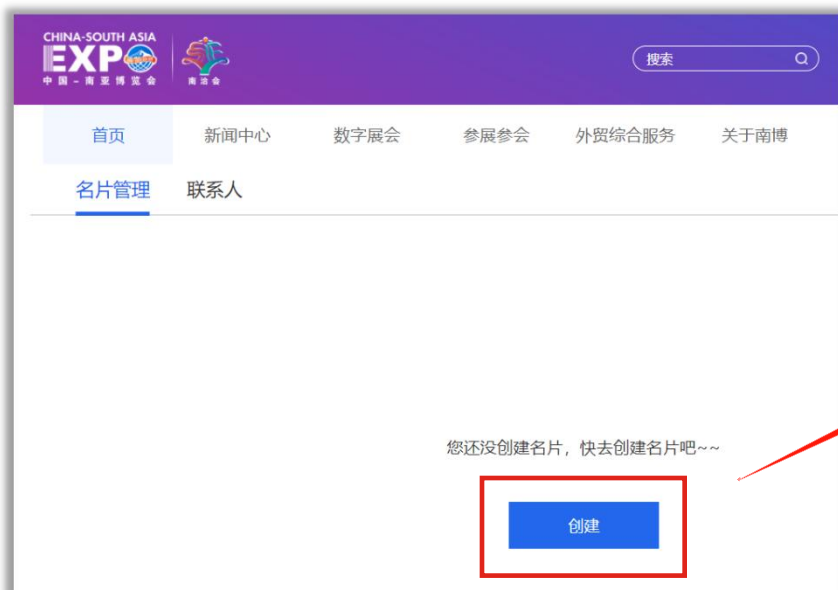 CHINA-SOUTH ASIA
EXPO
中国-南亚博览会
南洽会
搜索
首页 新闻中心 数字展会 参展参会 外贸综合服务 关于南博
名片管理 联系人
您还没创建名片，快去创建名片吧~~
创建